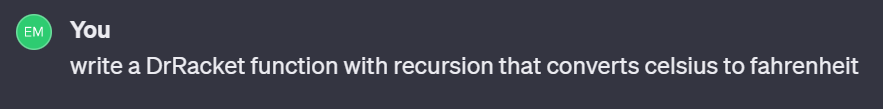 EM You
write a DrRacket function with recursion that converts celsius to fahrenheit